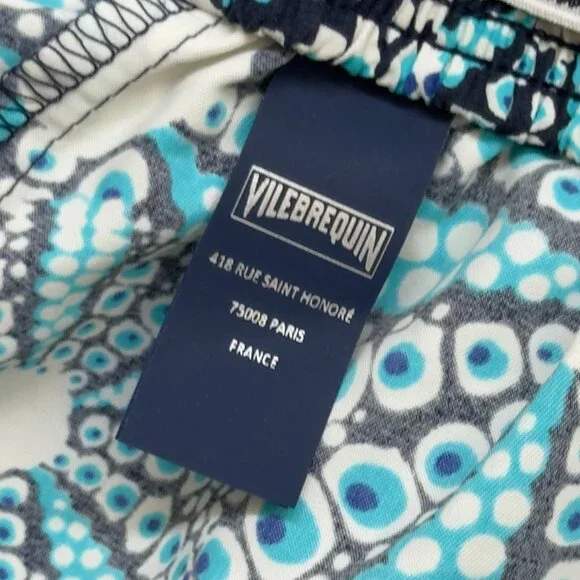 VILEBREQUIN
418 RUE SAINT HONORÉ
75008 PARIS
FRANCE